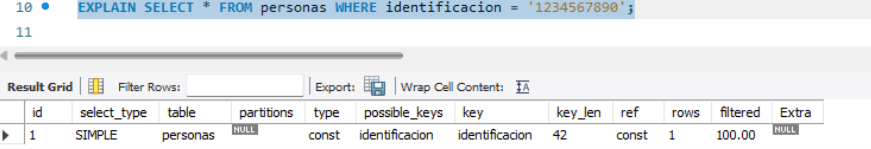 10 EXPLAIN SELECT * FROM personas WHERE identificacion = '1234567890';
11
Result Grid Filter Rows: Export: Wrap Cell Content: IA
id select_type table partitions type possible_keys key key_len ref rows filtered Extra
1 SIMPLE personas NULL const identificacion identificacion 42 const 1 100.00 NULL